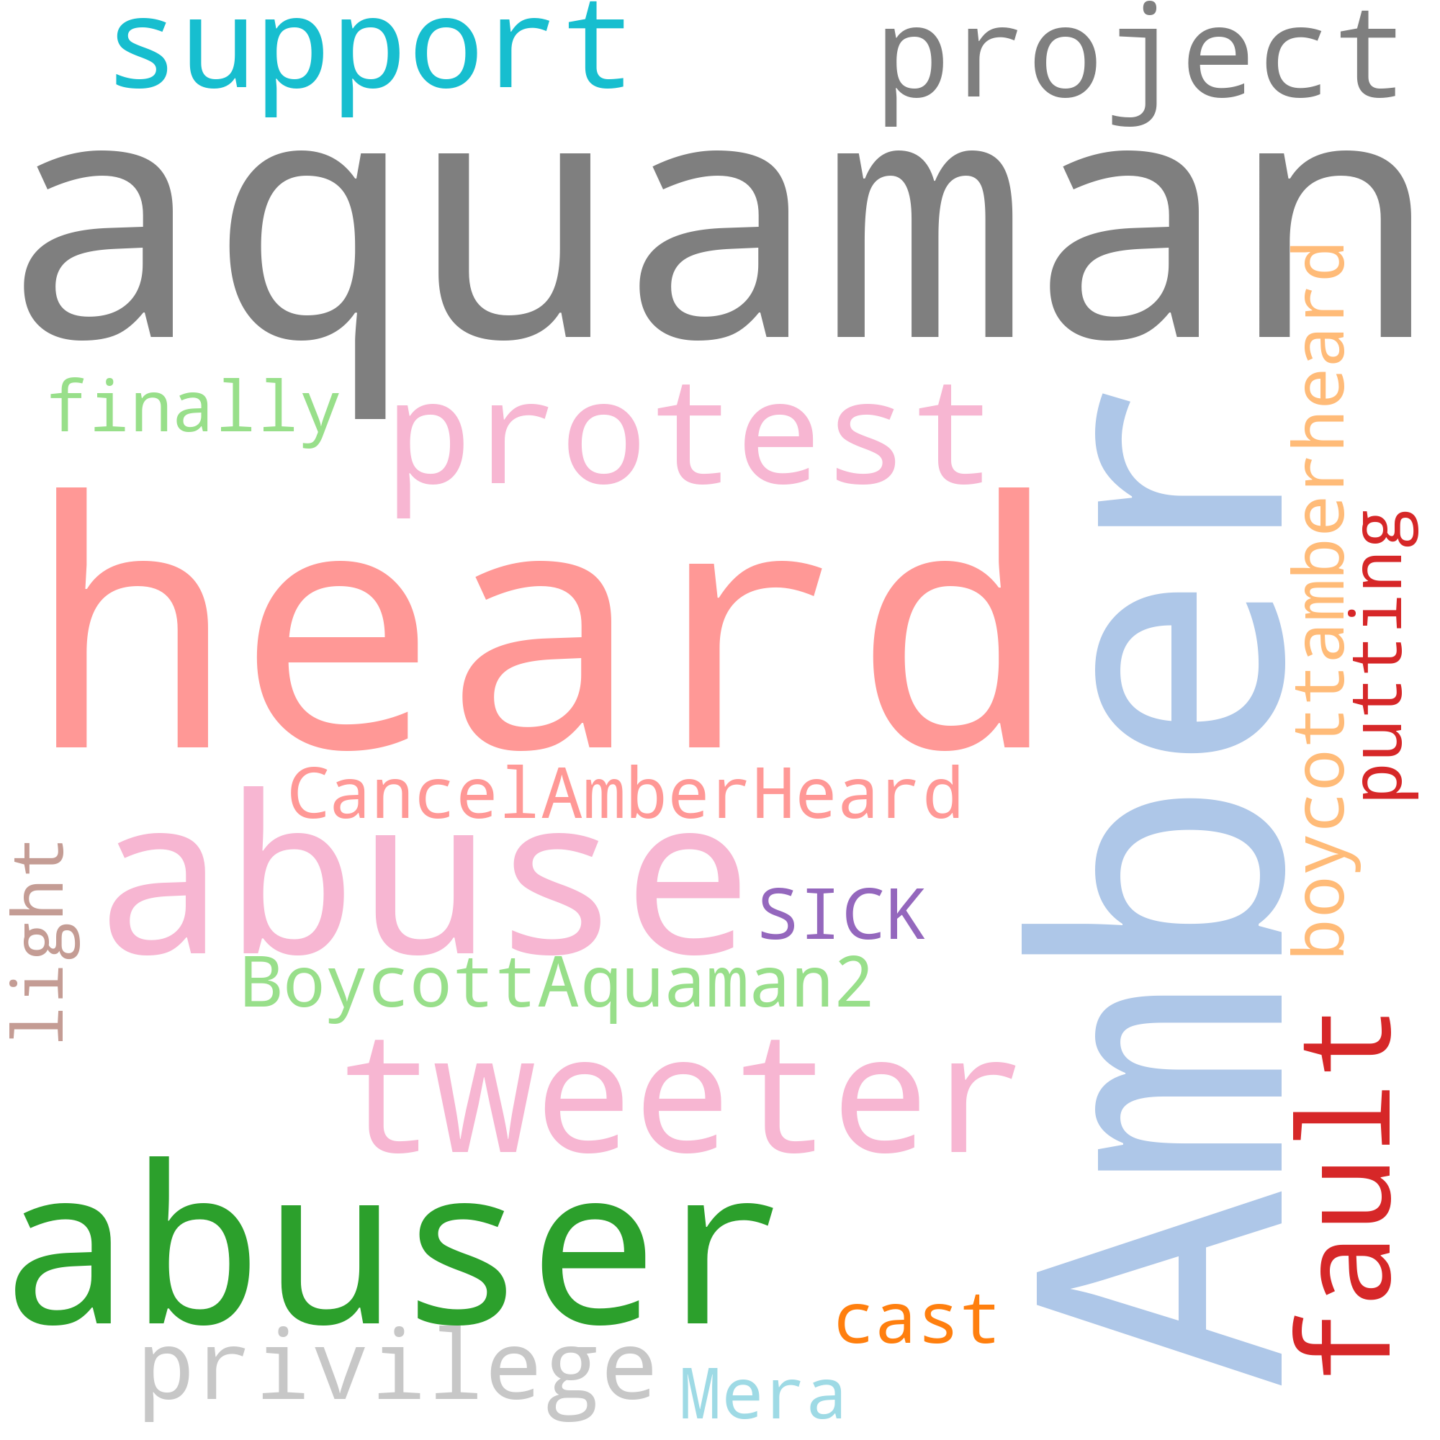 support
project
aquaman
finally
protest
heard
Amber
boycottamberheard
putting
CancelAmberHeard
abuse
SICK
light
BoycottAquaman2
tweeter
fault
abuser
cast
privilege
Mera